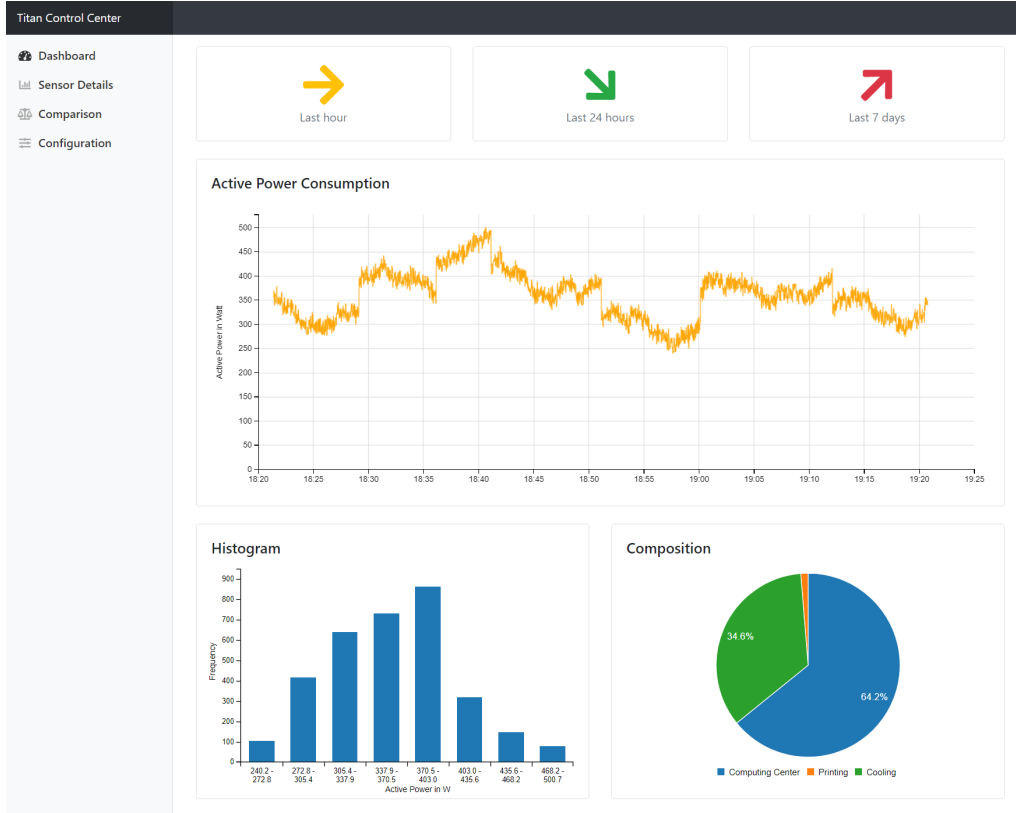 Titan Control Center
Dashboard
Sensor Details
Comparison
Configuration
Last hour
Last 24 hours
Last 7 days
Active Power Consumption
Active Power in Watt
500
450
400
350
300
250
200
150
100
50
0
18:20 18:25 18:30 18:35 18:40 18:45 18:50 18:55 19:00 19:05 19:10 19:15 19:20 19:25
Histogram
Frequency
900
800
700
600
500
400
300
200
100
0
240.2 - 272.8 - 305.4 - 337.9 - 370.5 - 403.0 - 435.6 - 468.2 -
272.8 305.4 337.9 370.5 403.0 435.6 468.2 500.7
Active Power in W
Composition
34.6%
64.2%
Computing Center Printing Cooling